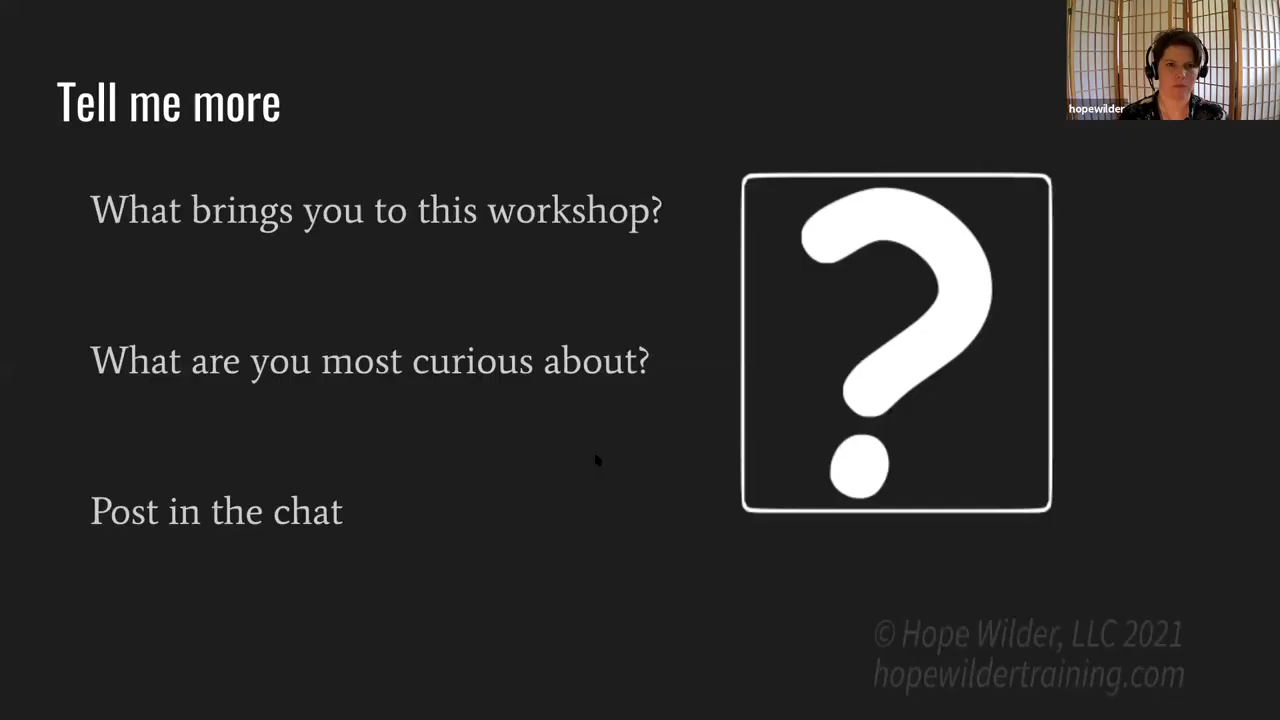 hopewilder
Tell me more
What brings you to this workshop?
What are you most curious about?
Post in the chat
?
© Hope Wilder, LLC 2021
hopewildertraining.com